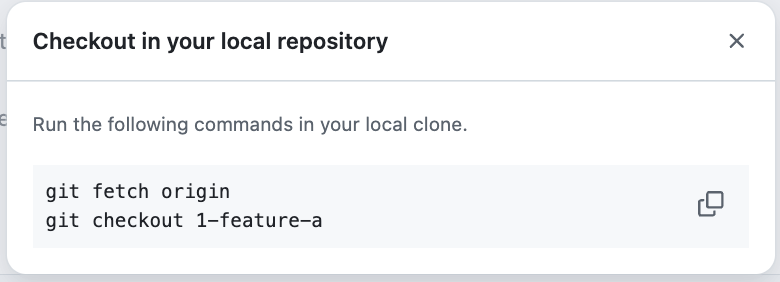 Checkout in your local repository
Run the following commands in your local clone.
git fetch origin
git checkout 1-feature-a